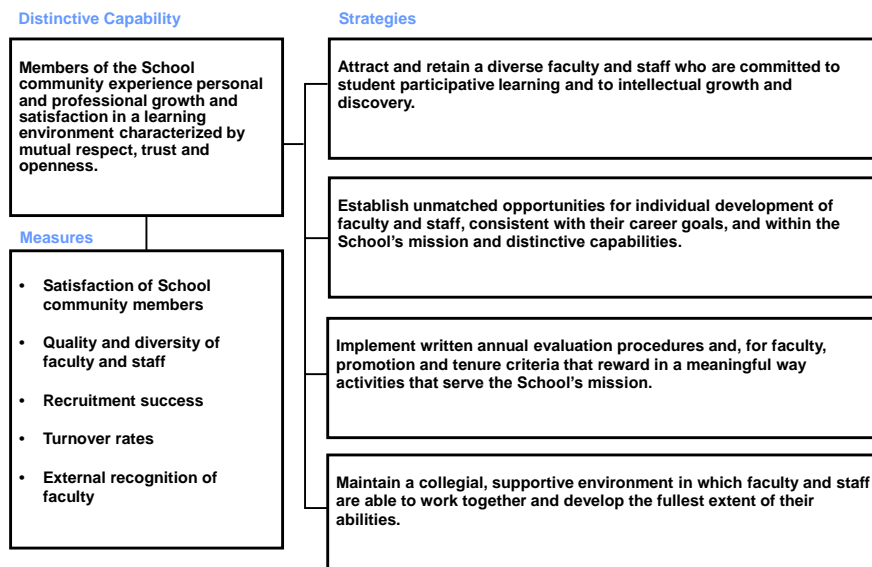 Distinctive Capability
Members of the School
community experience personal
and professional growth and
satisfaction in a learning
environment characterized by
mutual respect, trust and
openness.
Measures
• Satisfaction of School
community members
• Quality and diversity of
faculty and staff
• Recruitment success
• Turnover rates
• External recognition of
faculty
Strategies
Attract and retain a diverse faculty and staff who are committed to
student participative learning and to intellectual growth and
discovery.
Establish unmatched opportunities for individual development of
faculty and staff, consistent with their career goals, and within the
School’s mission and distinctive capabilities.
Implement written annual evaluation procedures and, for faculty,
promotion and tenure criteria that reward in a meaningful way
activities that serve the School’s mission.
Maintain a collegial, supportive environment in which faculty and staff
are able to work together and develop the fullest extent of their
abilities.